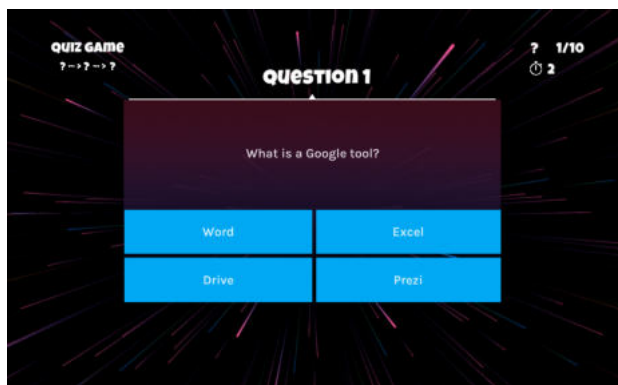 QUIZ GAME
? --> ? --> ?
? 1/10
2
QUESTION 1
What is a Google tool?
Word
Excel
Drive
Prezi